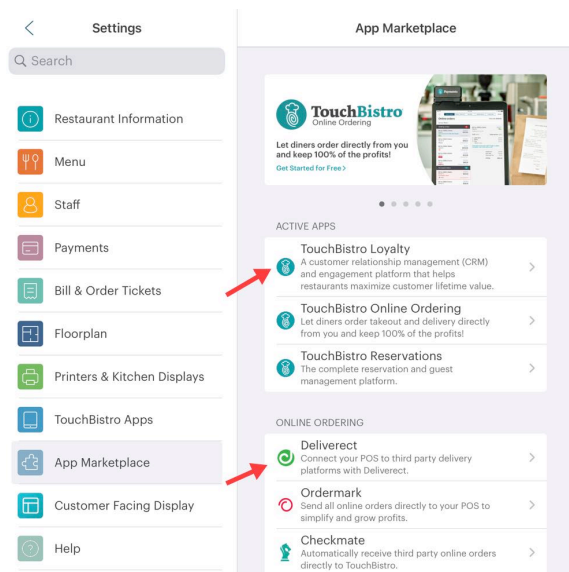 Settings
Search
Restaurant Information
Menu
Staff
Payments
Bill & Order Tickets
Floorplan
Printers & Kitchen Displays
TouchBistro Apps
App Marketplace
Customer Facing Display
Help
App Marketplace
TouchBistro
Online Ordering
Let diners order directly from you
and keep 100% of the profits!
Get Started for Free >
ACTIVE APPS
TouchBistro Loyalty
A customer relationship management (CRM)
and engagement platform that helps
restaurants maximize customer lifetime value.
TouchBistro Online Ordering
Let diners order takeout and delivery directly
from you and keep 100% of the profits!
TouchBistro Reservations
The complete reservation and guest
management platform.
ONLINE ORDERING
Deliverect
Connect your POS to third party delivery
platforms with Deliverect.
Ordermark
Send all online orders directly to your POS to
simplify and grow profits.
Checkmate
Automatically receive third party online orders
directly to TouchBistro.